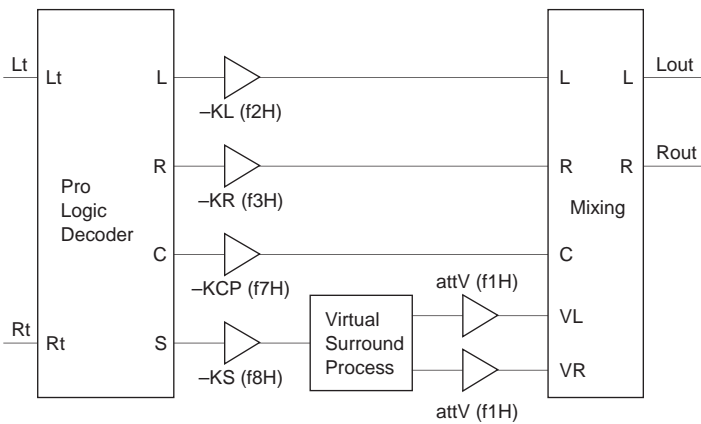 Lt
Lt
L
–KL (f2H)
L
L
Lout
R
–KR (f3H)
R
R
Rout
Pro
Logic
Decoder
Mixing
C
–KCP (f7H)
C
attV (f1H)
Virtual
Surround
Process
VL
Rt
Rt
S
–KS (f8H)
VR
attV (f1H)